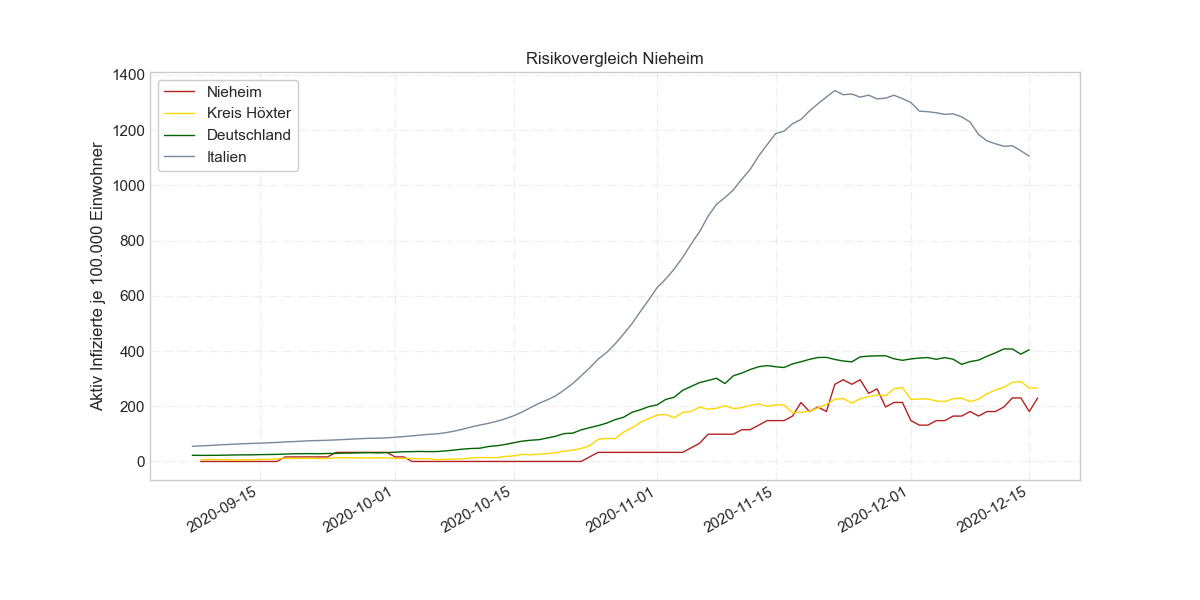 Risikovergleich Nieheim
Aktiv Infizierte je 100.000 Einwohner
1400
1200
1000
800
600
400
200
0
Nieheim
Kreis Höxter
Deutschland
Italien
2020-09-15
2020-10-01
2020-10-15
2020-11-01
2020-11-15
2020-12-01
2020-12-15